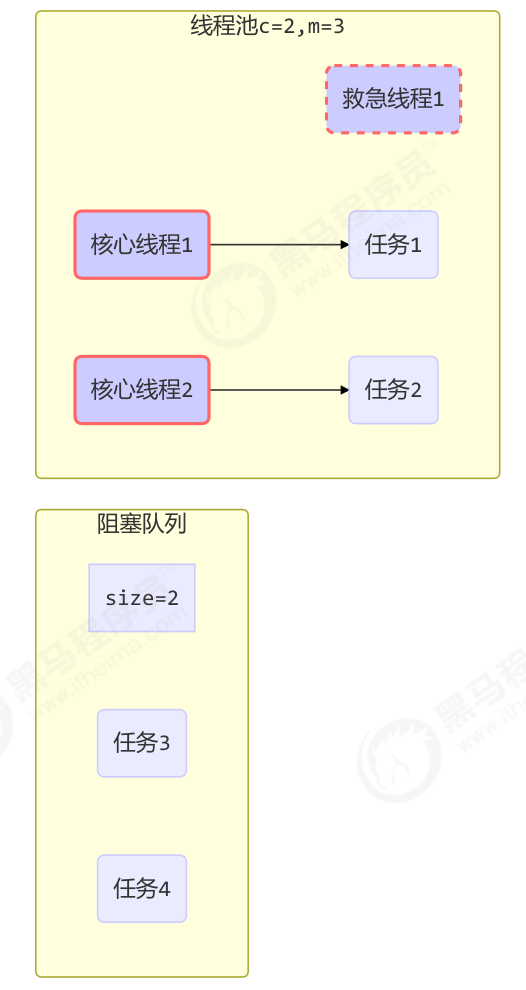 线程池c=2,m=3
救急线程1
核心线程1
任务1
核心线程2
任务2
阻塞队列
size=2
任务3
任务4
黑马程序员
www.itheima.com
黑马程序员
www.itheima.com
黑马程序员
www.itheima.com